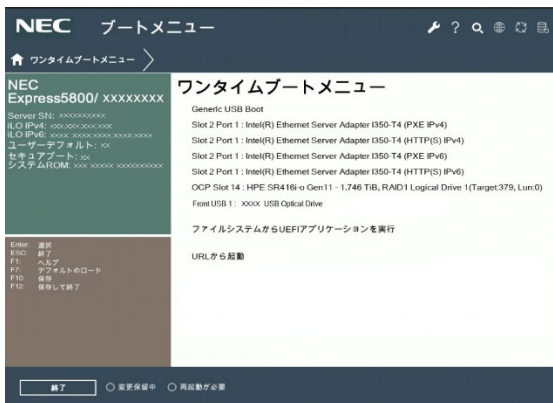 NEC ブートメニュー
ワンタイムブートメニュー
NEC
Express5800/ xxxxxxxx
Server SN: xxxxxxxxxx
iLO IPv4: xxx.xxx.xxx.xxx
iLO IPv6: xxxx xxxx.xxxx xxxx xxxx
ユーザーデフォルト: xx
セキュアブート: xx
システムROM: xxx xxxxx xxxxxxxxxx
Enter: 選択
ESC: 終了
F1: ヘルプ
F7: デフォルトのロード
F10: 保存
F12: 保存して終了
ワンタイムブートメニュー
Generic USB Boot
Slot 2 Port 1 : Intel(R) Ethernet Server Adapter I350-T4 (PXE IPv4)
Slot 2 Port 1 : Intel(R) Ethernet Server Adapter I350-T4 (HTTP(S) IPv4)
Slot 2 Port 1 : Intel(R) Ethernet Server Adapter I350-T4 (PXE IPv6)
Slot 2 Port 1 : Intel(R) Ethernet Server Adapter I350-T4 (HTTP(S) IPv6)
OCP Slot 14 : HPE SR416i-o Gen11 - 1.746 TiB, RAID1 Logical Drive 1(Target:379, Lun:0)
Front USB 1 : XXXX USB Optical Drive
ファイルシステムからUEFIアプリケーションを実行
URLから起動
終了 変更保留中 再起動が必要